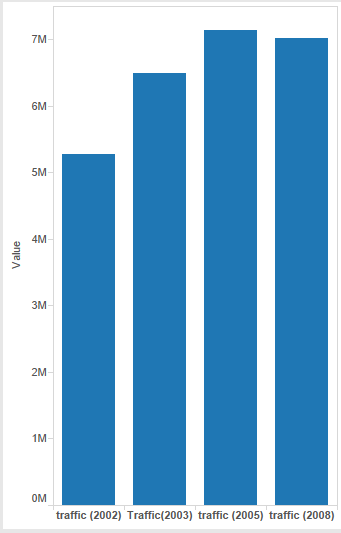 7M
6M
5M
4M
Value
3M
2M
1M
0M
traffic (2002) Traffic(2003) traffic (2005) traffic (2008)